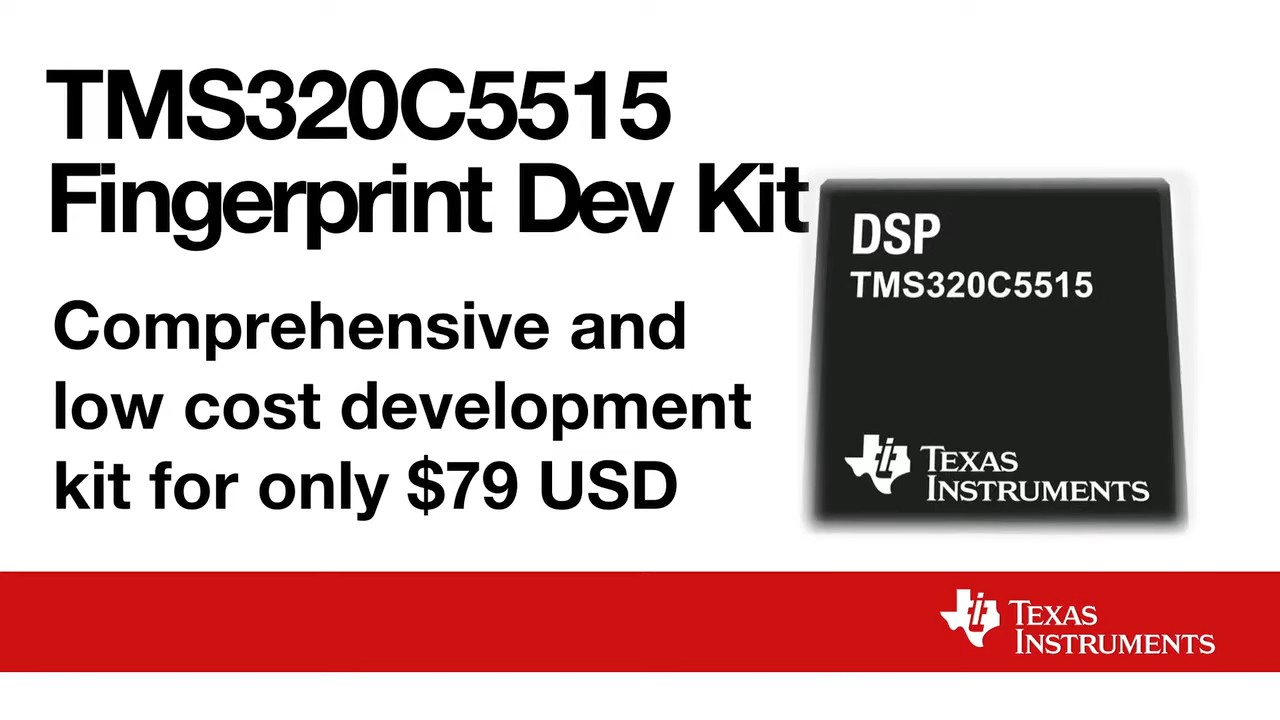 TMS320C5515
Fingerprint Dev Kit
Comprehensive and
low cost development
kit for only $79 USD
DSP
TMS320C5515
TEXAS
INSTRUMENTS
TEXAS
INSTRUMENTS